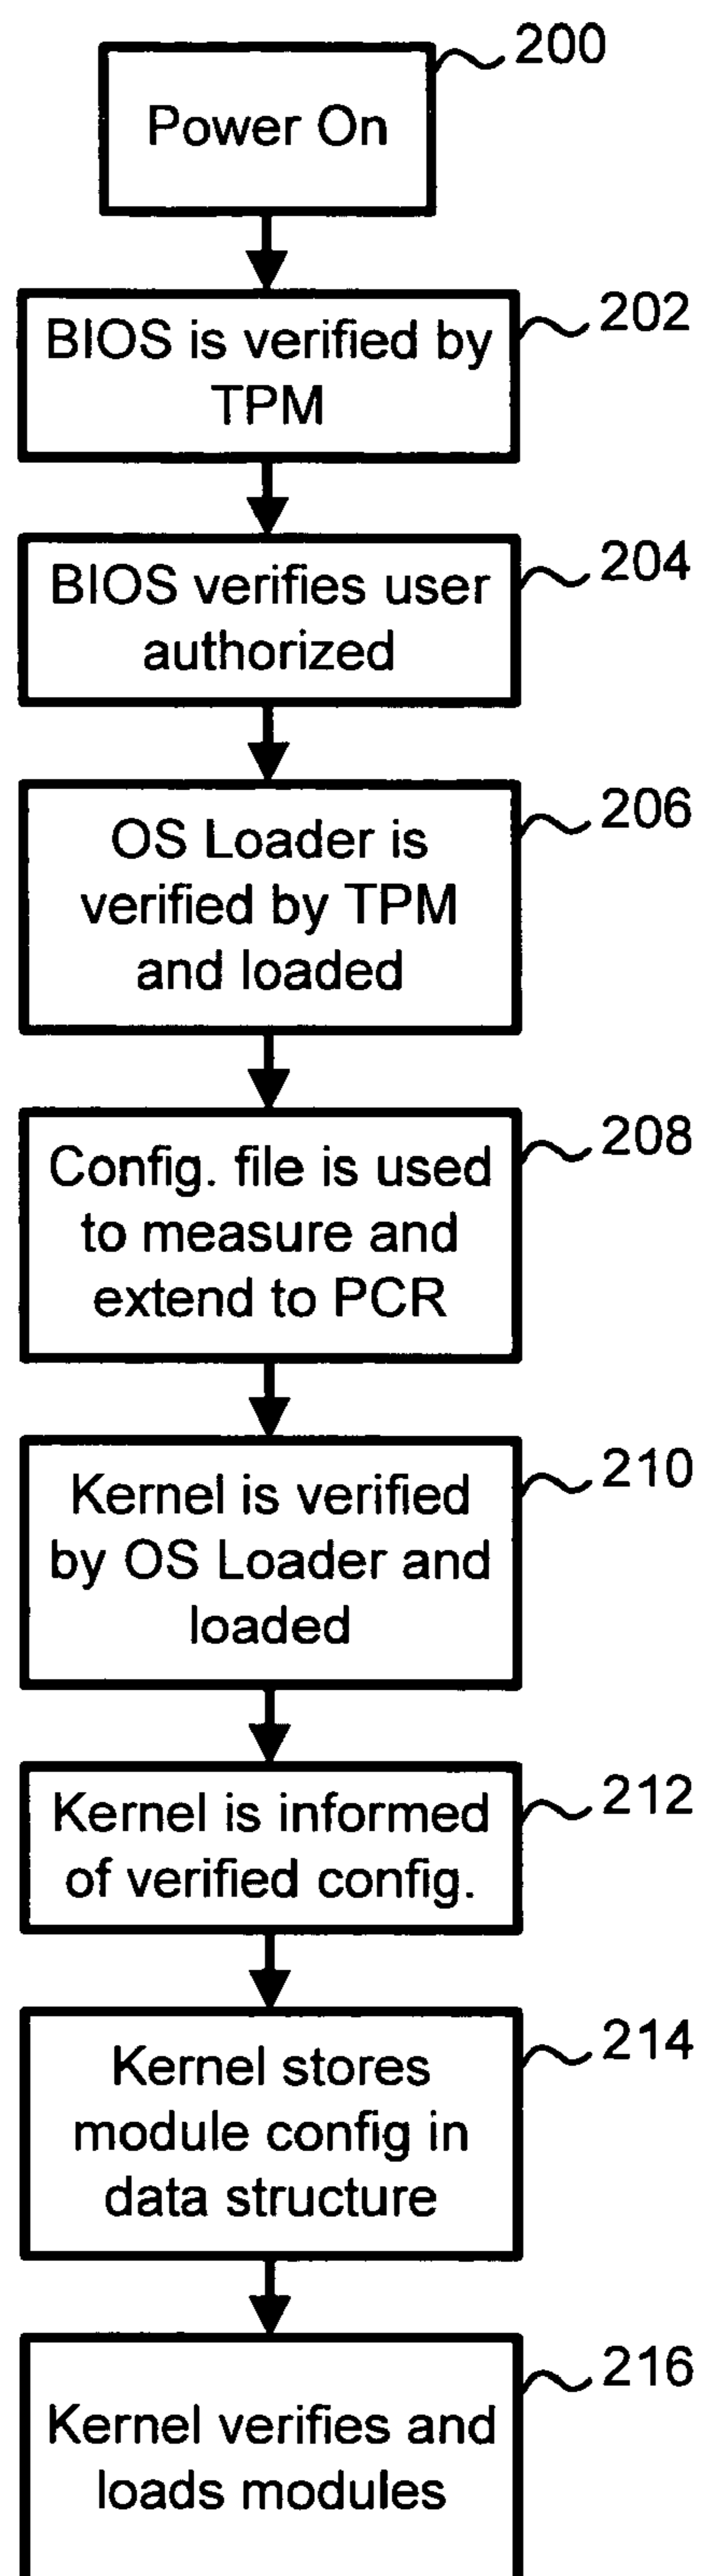 200
Power On
202
BIOS is verified by
TPM
204
BIOS verifies user
authorized
206
OS Loader is
verified by TPM
and loaded
208
Config. file is used
to measure and
extend to PCR
210
Kernel is verified
by OS Loader and
loaded
212
Kernel is informed
of verified config.
214
Kernel stores
module config in
data structure
216
Kernel verifies and
loads modules